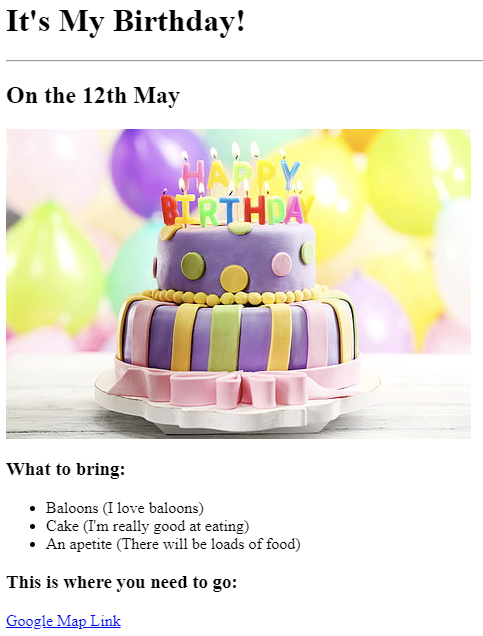 It's My Birthday!
On the 12th May
HAPPY
BIRTHDAY
What to bring:
Baloons (I love baloons)
Cake (I'm really good at eating)
An apetite (There will be loads of food)
This is where you need to go:
Google Map Link